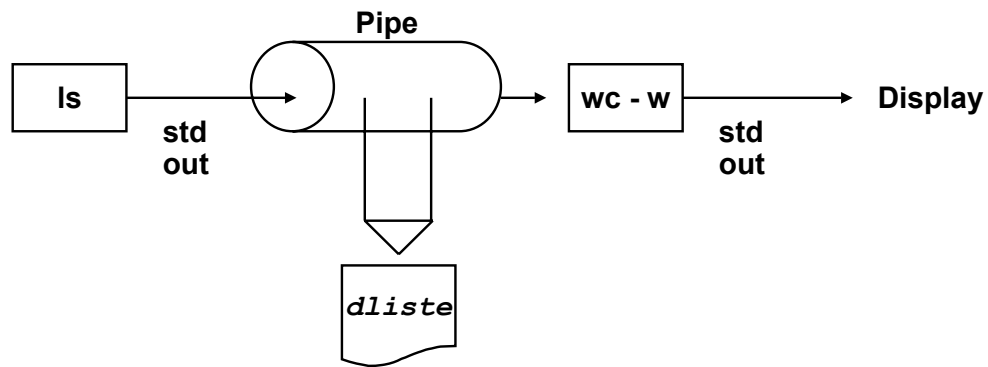 Pipe
ls
wc - w
Display
std
out
std
out
dliste